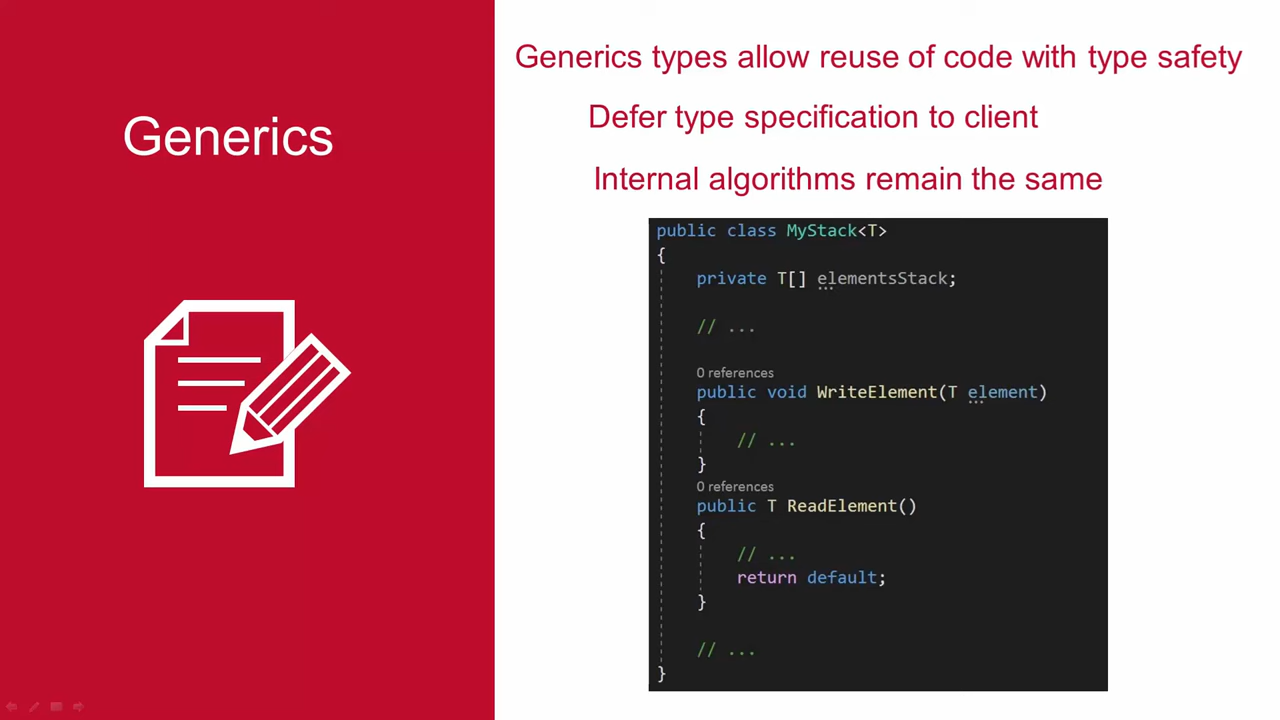 Generics
Generics types allow reuse of code with type safety
Defer type specification to client
Internal algorithms remain the same
public class MyStack<T>
{
private T[] elementsStack;
// ...
0 references
public void WriteElement(T element)
{
// ...
}
0 references
public T ReadElement()
{
// ...
return default;
}
// ...
}